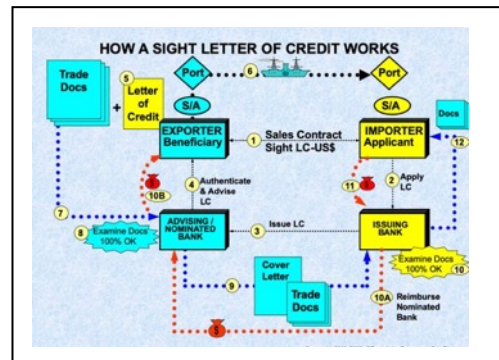 HOW A SIGHT LETTER OF CREDIT WORKS
Trade
Docs
+
5
Letter
of
Credit
Port
6
Port
S/A
S/A
EXPORTER
Beneficiary
1
Sales Contract
Sight LC-US$
IMPORTER
Applicant
Docs
12
4
Authenticate
& Advise
LC
10B
11
2
Apply
LC
7
8
Examine Docs
100% OK
ADVISING /
NOMINATED
BANK
3
Issue LC
ISSUING
BANK
Examine Docs
100% OK
10
9
Cover
Letter
Trade
Docs
10A
Reimburse
Nominated
Bank
$